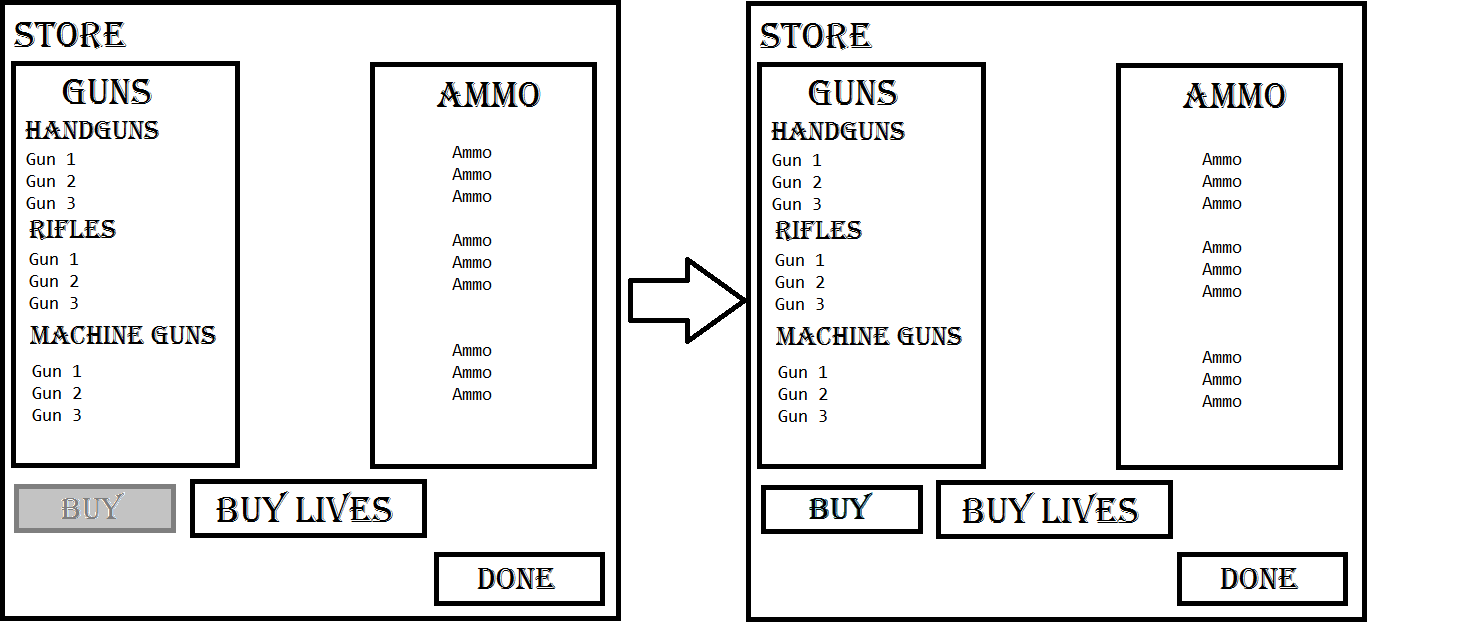 STORE
GUNS
HANDGUNS
Gun 1
Gun 2
Gun 3
RIFLES
Gun 1
Gun 2
Gun 3
MACHINE GUNS
Gun 1
Gun 2
Gun 3
AMMO
Ammo
Ammo
Ammo
Ammo
Ammo
Ammo
Ammo
Ammo
Ammo
BUY
BUY LIVES
DONE
STORE
GUNS
HANDGUNS
Gun 1
Gun 2
Gun 3
RIFLES
Gun 1
Gun 2
Gun 3
MACHINE GUNS
Gun 1
Gun 2
Gun 3
AMMO
Ammo
Ammo
Ammo
Ammo
Ammo
Ammo
Ammo
Ammo
Ammo
BUY
BUY LIVES
DONE